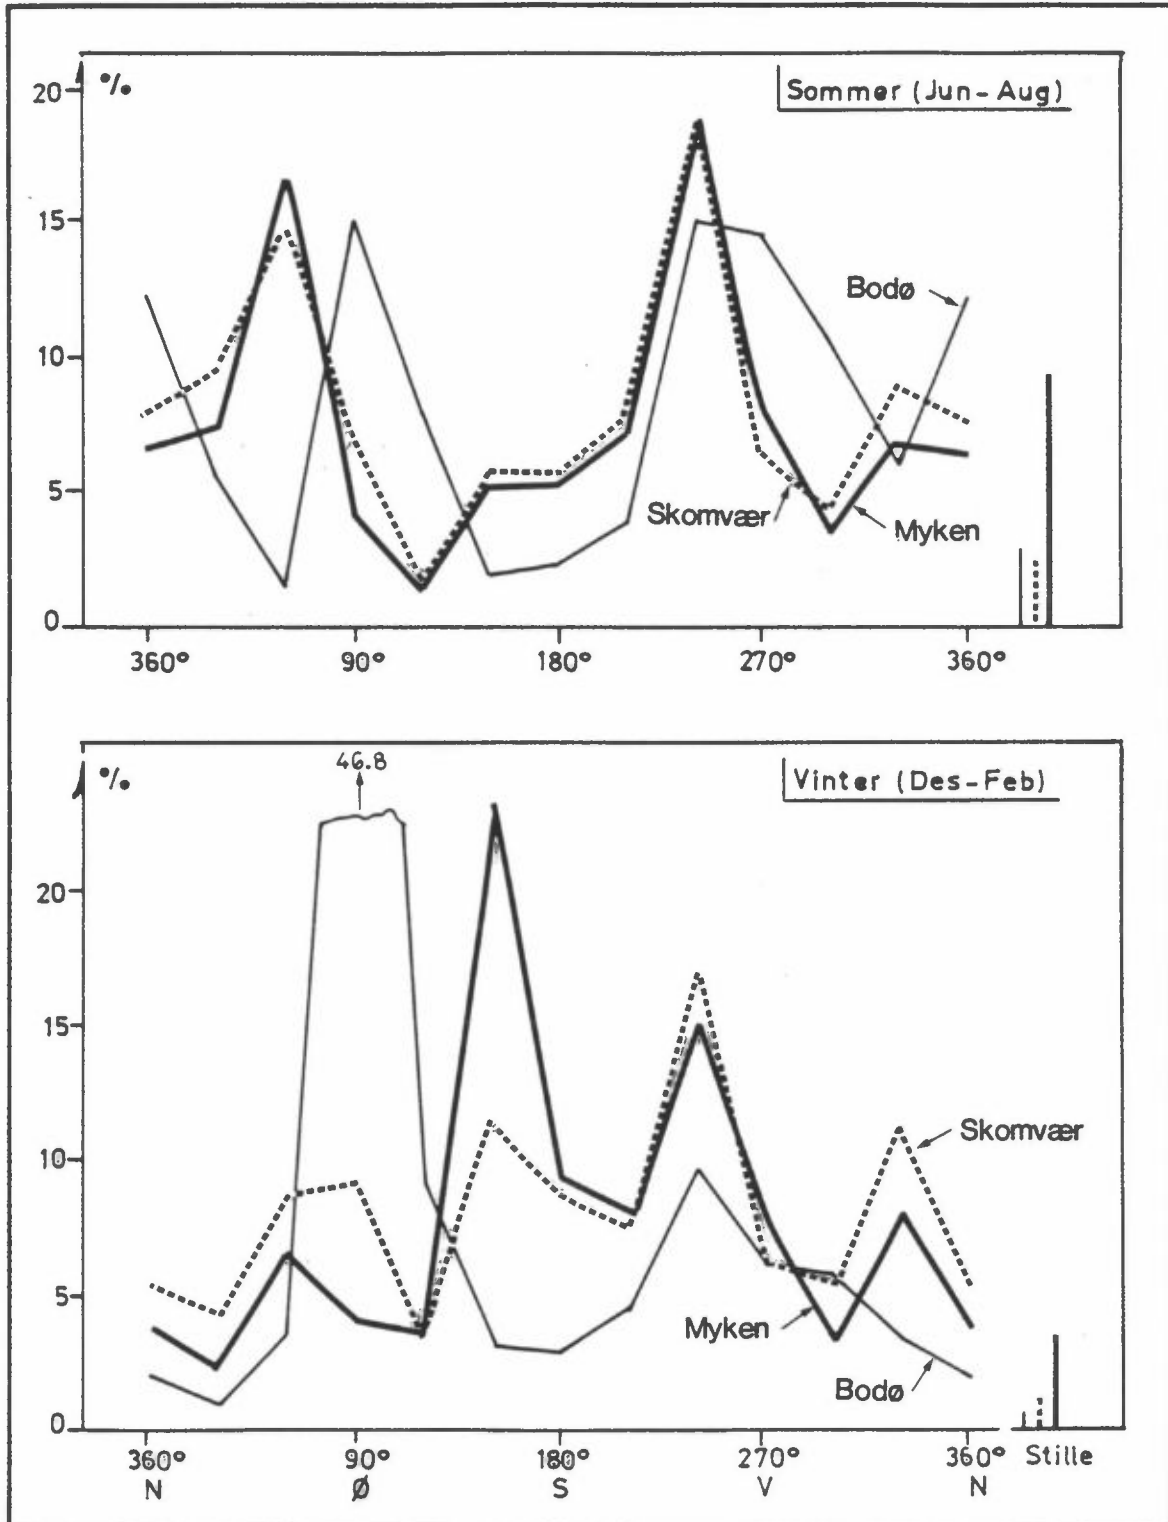 %
Sommer (Jun-Aug)
20
15
10
5
0
Bodø
Skomvær
Myken
360° 90° 180° 270° 360°
46.8
%
Vinter (Des-Feb)
20
15
10
5
0
Skomvær
Myken
Bodø
360° 90° 180° 270° 360° Stille
N Ø S V N